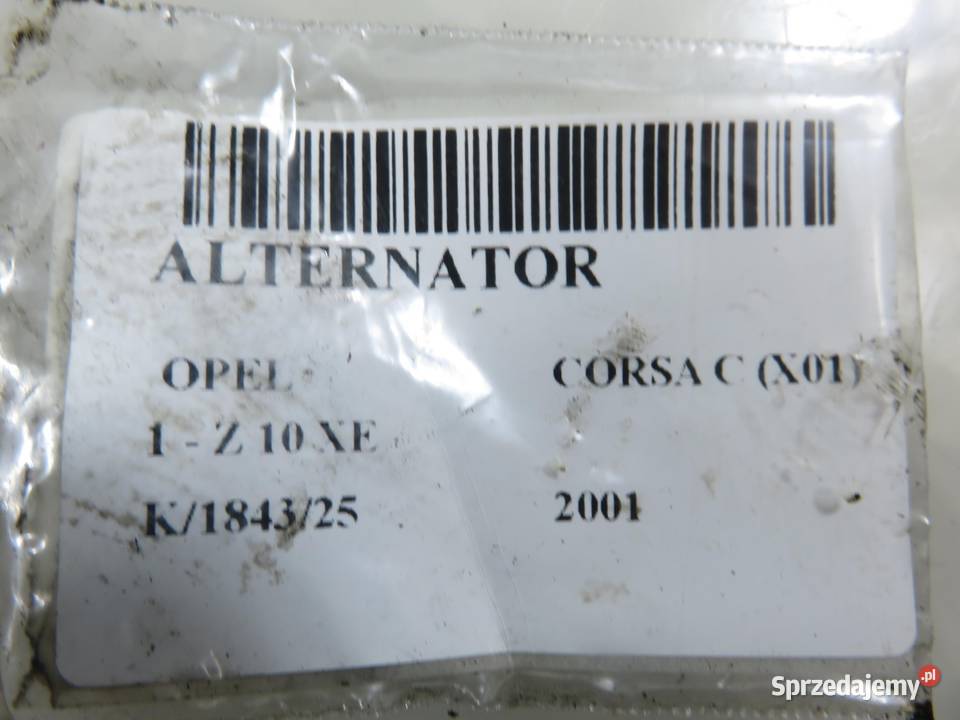 ALTERNATOR
OPEL CORSA C (X01)
1 - Z 10 XE
K/1843/25 2001
Sprzedajemy.pl